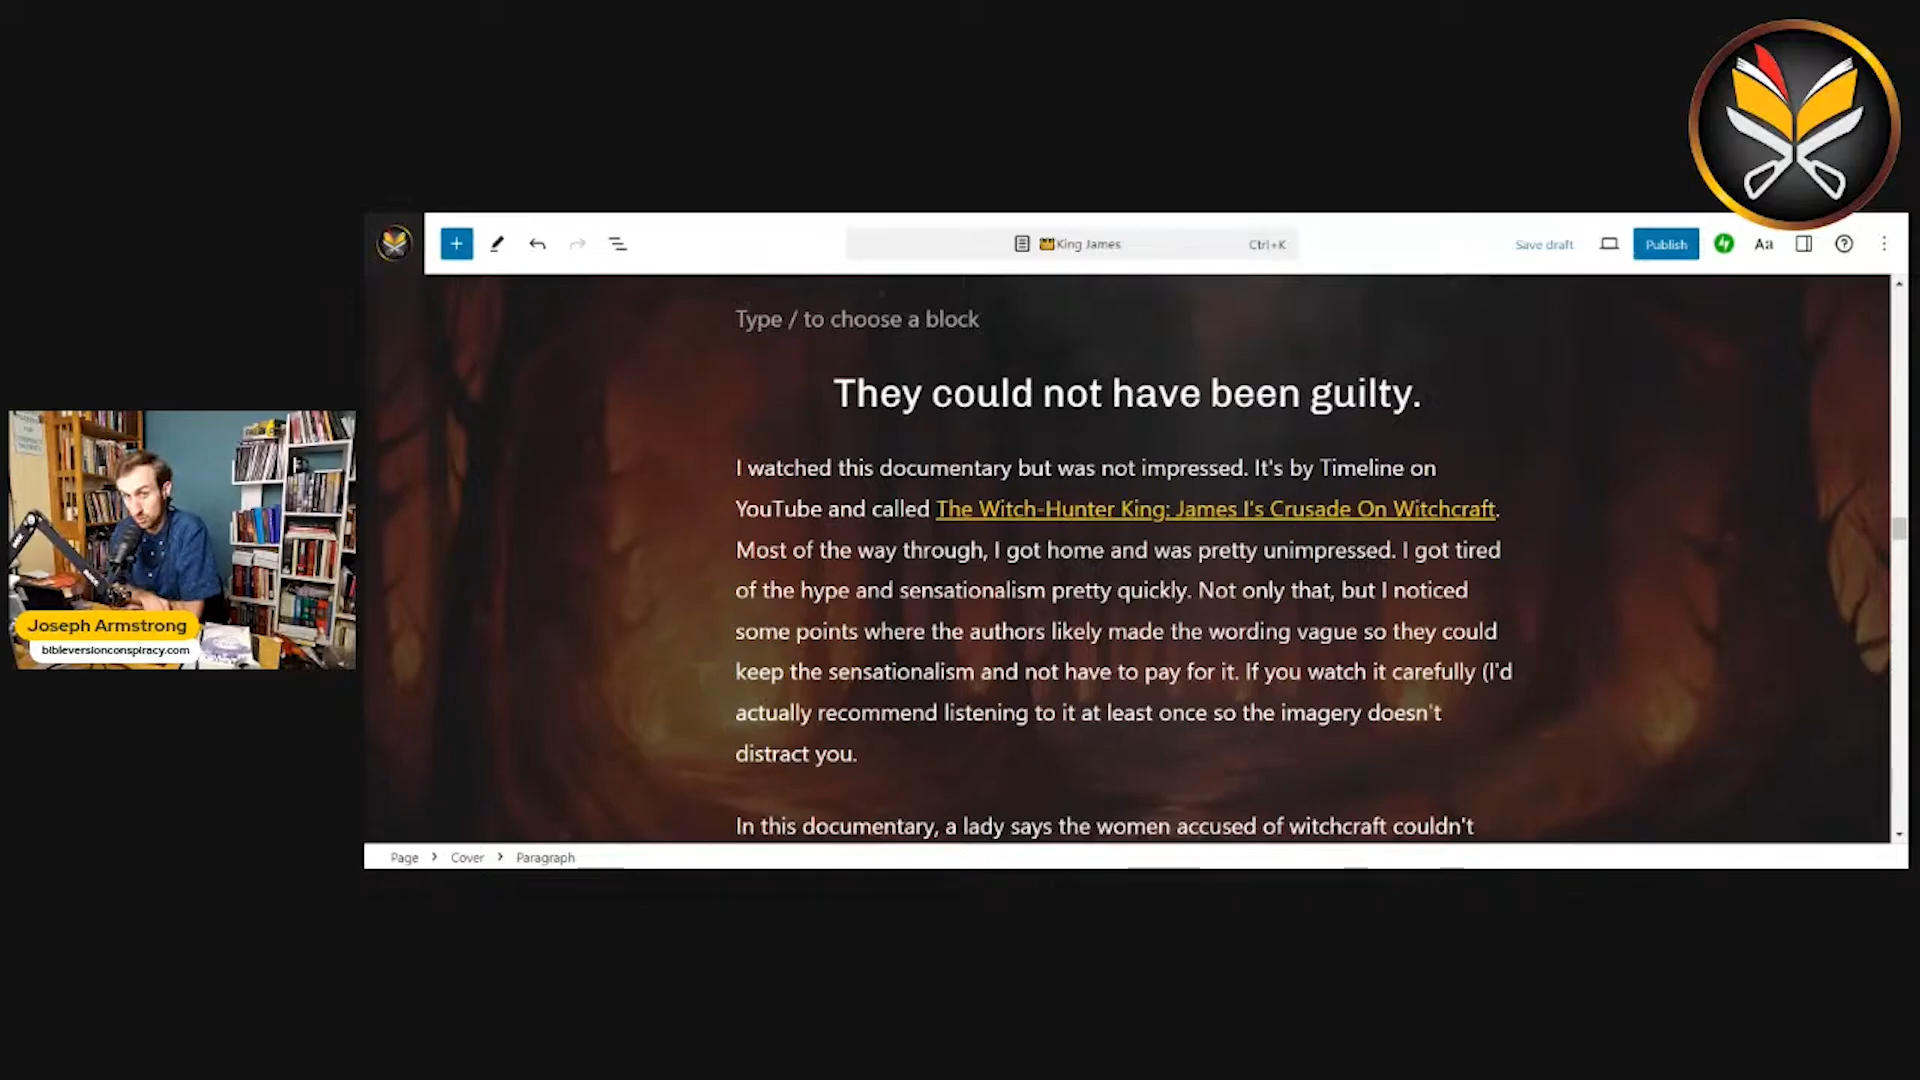 King James
Ctrl+K
Save draft
Publish
Aa
Type / to choose a block
They could not have been guilty.
I watched this documentary but was not impressed. It's by Timeline on
YouTube and called The Witch-Hunter King: James I's Crusade On Witchcraft.
Most of the way through, I got home and was pretty unimpressed. I got tired
of the hype and sensationalism pretty quickly. Not only that, but I noticed
some points where the authors likely made the wording vague so they could
keep the sensationalism and not have to pay for it. If you watch it carefully (I'd
actually recommend listening to it at least once so the imagery doesn't
distract you.
In this documentary, a lady says the women accused of witchcraft couldn't
Page > Cover > Paragraph
Joseph Armstrong
bibleversionconspiracy.com